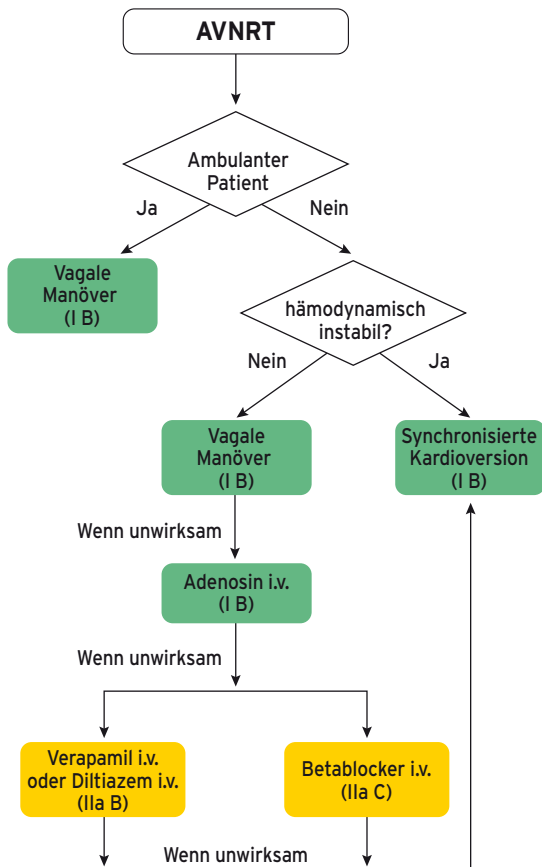 AVNRT
Ambulanter
Patient
Ja
Nein
Vagale
Manöver
(I B)
hämodynamisch
instabil?
Nein
Ja
Vagale
Manöver
(I B)
Synchronisierte
Kardioversion
(I B)
Wenn unwirksam
Adenosin i.v.
(I B)
Wenn unwirksam
Verapamil i.v.
oder Diltiazem i.v.
(IIa B)
Betablocker i.v.
(IIa C)
Wenn unwirksam